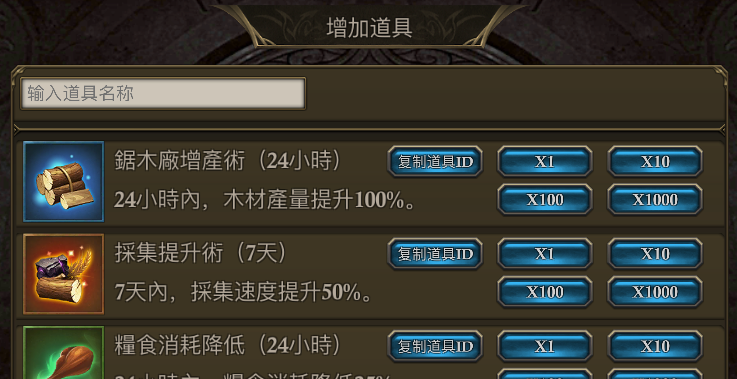 增加道具
输入道具名称
鋸木廠增產術（24小時）
复制道具ID
X1
X10
24小時內，木材產量提升100%。
X100
X1000
採集提升術（7天）
复制道具ID
X1
X10
7天內，採集速度提升50%。
X100
X1000
糧食消耗降低（24小時）
复制道具ID
X1
X10